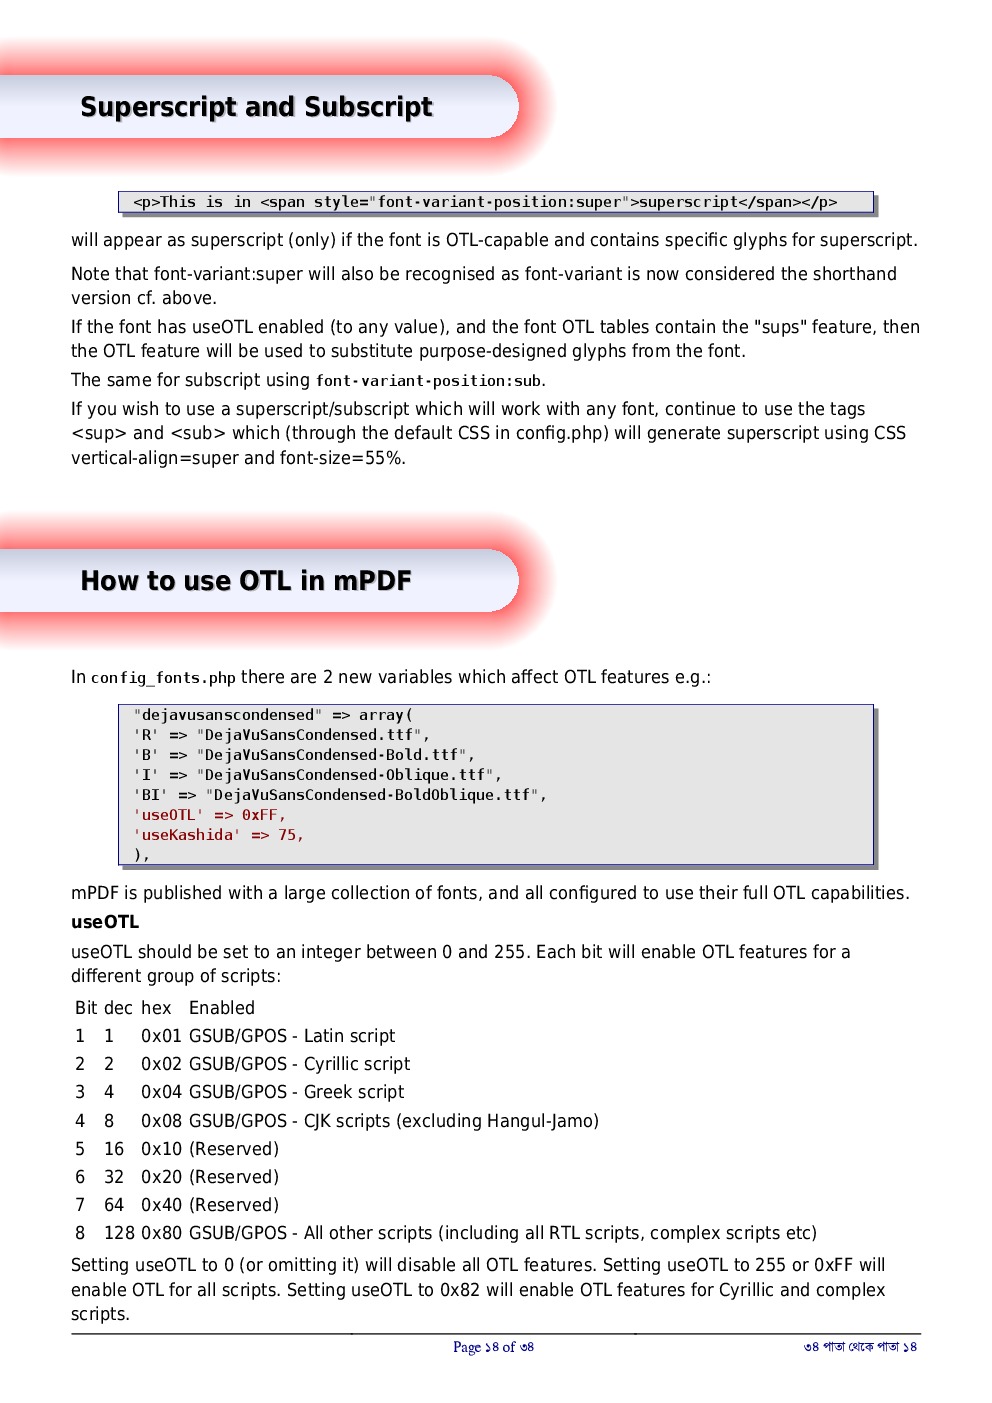 Superscript and Subscript
<p>This is in <span style="font-variant-position:super">superscript</span></p>
will appear as superscript (only) if the font is OTL-capable and contains specific glyphs for superscript.
Note that font-variant:super will also be recognised as font-variant is now considered the shorthand
version cf. above.
If the font has useOTL enabled (to any value), and the font OTL tables contain the "sups" feature, then
the OTL feature will be used to substitute purpose-designed glyphs from the font.
The same for subscript using font-variant-position:sub.
If you wish to use a superscript/subscript which will work with any font, continue to use the tags
<sup> and <sub> which (through the default CSS in config.php) will generate superscript using CSS
vertical-align=super and font-size=55%.
How to use OTL in mPDF
In config_fonts.php there are 2 new variables which affect OTL features e.g.:
"dejavusanscondensed" => array(
'R' => "DejaVuSansCondensed.ttf",
'B' => "DejaVuSansCondensed-Bold.ttf",
'I' => "DejaVuSansCondensed-Oblique.ttf",
'BI' => "DejaVuSansCondensed-BoldOblique.ttf",
'useOTL' => 0xFF,
'useKashida' => 75,
),
mPDF is published with a large collection of fonts, and all configured to use their full OTL capabilities.
useOTL
useOTL should be set to an integer between 0 and 255. Each bit will enable OTL features for a
different group of scripts:
Bit dec hex Enabled
1 1 0x01 GSUB/GPOS - Latin script
2 2 0x02 GSUB/GPOS - Cyrillic script
3 4 0x04 GSUB/GPOS - Greek script
4 8 0x08 GSUB/GPOS - CJK scripts (excluding Hangul-Jamo)
5 16 0x10 (Reserved)
6 32 0x20 (Reserved)
7 64 0x40 (Reserved)
8 128 0x80 GSUB/GPOS - All other scripts (including all RTL scripts, complex scripts etc)
Setting useOTL to 0 (or omitting it) will disable all OTL features. Setting useOTL to 255 or 0xFF will
enable OTL for all scripts. Setting useOTL to 0x82 will enable OTL features for Cyrillic and complex
scripts.
Page ১৪ of ৩৪ ৩৪ পাতা থেকে পাতা ১৪